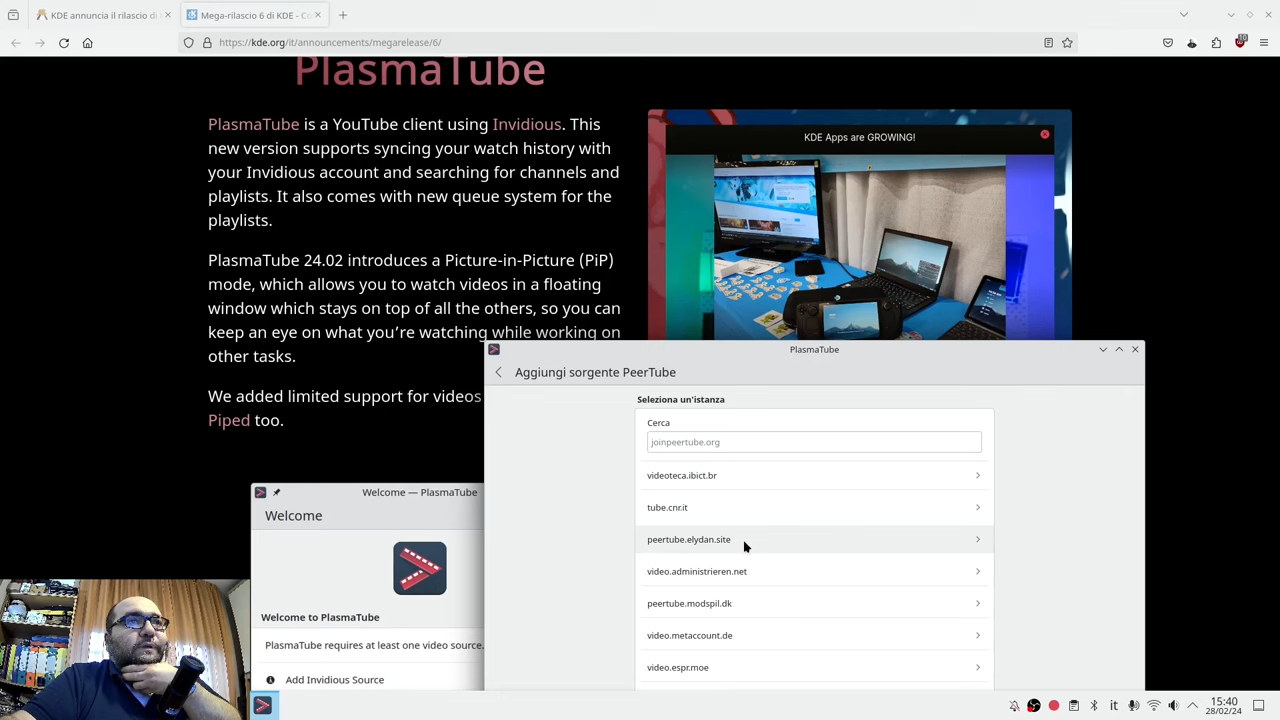 KDE annuncia il rilascio di
Mega-rilascio 6 di KDE - Co
https://kde.org/it/announcements/megarelease/6/
PlasmaTube
PlasmaTube is a YouTube client using Invidious. This
new version supports syncing your watch history with
your Invidious account and searching for channels and
playlists. It also comes with new queue system for the
playlists.
PlasmaTube 24.02 introduces a Picture-in-Picture (PiP)
mode, which allows you to watch videos in a floating
window which stays on top of all the others, so you can
keep an eye on what you’re watching while working on
other tasks.
We added limited support for videos
Piped too.
KDE Apps are GROWING!
PlasmaTube
Aggiungi sorgente PeerTube
Seleziona un'istanza
Cerca
joinpeertube.org
videoteca.ibict.br
tube.cnr.it
peertube.elydan.site
video.administrieren.net
peertube.modspil.dk
video.metaccount.de
video.espr.moe
Welcome — PlasmaTube
Welcome
Welcome to PlasmaTube
PlasmaTube requires at least one video source.
Add Invidious Source
it
15:40
28/02/24